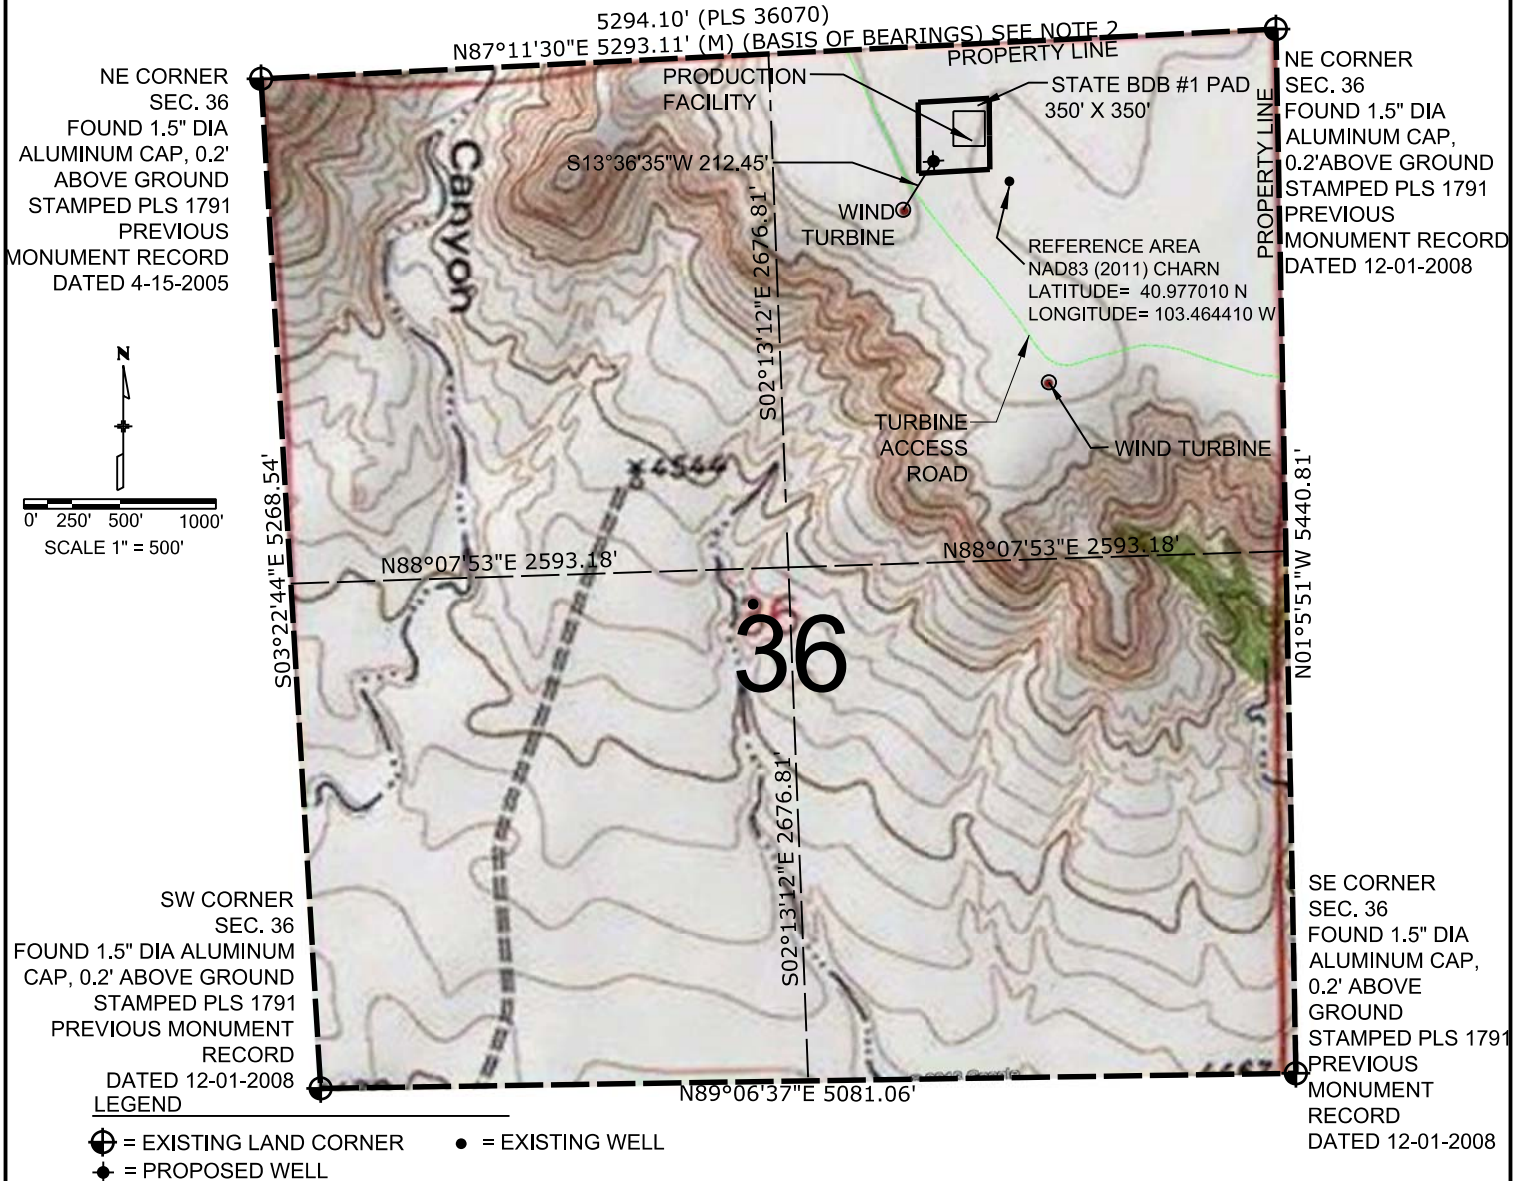 5294.10' (PLS 36070)
N87°11'30"E 5293.11' (M) (BASIS OF BEARINGS) SEE NOTE 2
PROPERTY LINE
NE CORNER
SEC. 36
FOUND 1.5" DIA
ALUMINUM CAP, 0.2'
ABOVE GROUND
STAMPED PLS 1791
PREVIOUS
MONUMENT RECORD
DATED 4-15-2005
Canyon
PRODUCTION
FACILITY
STATE BDB #1 PAD
350' X 350'
S13°36'35"W 212.45'
WIND
TURBINE
S02°13'12"E 2676.81'
REFERENCE AREA
NAD83 (2011) CHARN
LATITUDE= 40.977010 N
LONGITUDE= 103.464410 W
PROPERTY LINE
NE CORNER
SEC. 36
FOUND 1.5" DIA
ALUMINUM CAP,
0.2'ABOVE GROUND
STAMPED PLS 1791
PREVIOUS
MONUMENT RECORD
DATED 12-01-2008
N
0' 250' 500' 1000'
SCALE 1" = 500'
TURBINE
ACCESS
ROAD
WIND TURBINE
4544
S03°22'44"E 5268.54'
N88°07'53"E 2593.18'
N88°07'53"E 2593.18'
N01°5'51"W 5440.81'
36
S02°13'12"E 2676.81'
SW CORNER
SEC. 36
FOUND 1.5" DIA ALUMINUM
CAP, 0.2' ABOVE GROUND
STAMPED PLS 1791
PREVIOUS MONUMENT
RECORD
DATED 12-01-2008
SE CORNER
SEC. 36
FOUND 1.5" DIA
ALUMINUM CAP,
0.2' ABOVE
GROUND
STAMPED PLS 1791
PREVIOUS
MONUMENT
RECORD
DATED 12-01-2008
N89°06'37"E 5081.06'
LEGEND
= EXISTING LAND CORNER
= EXISTING WELL
= PROPOSED WELL